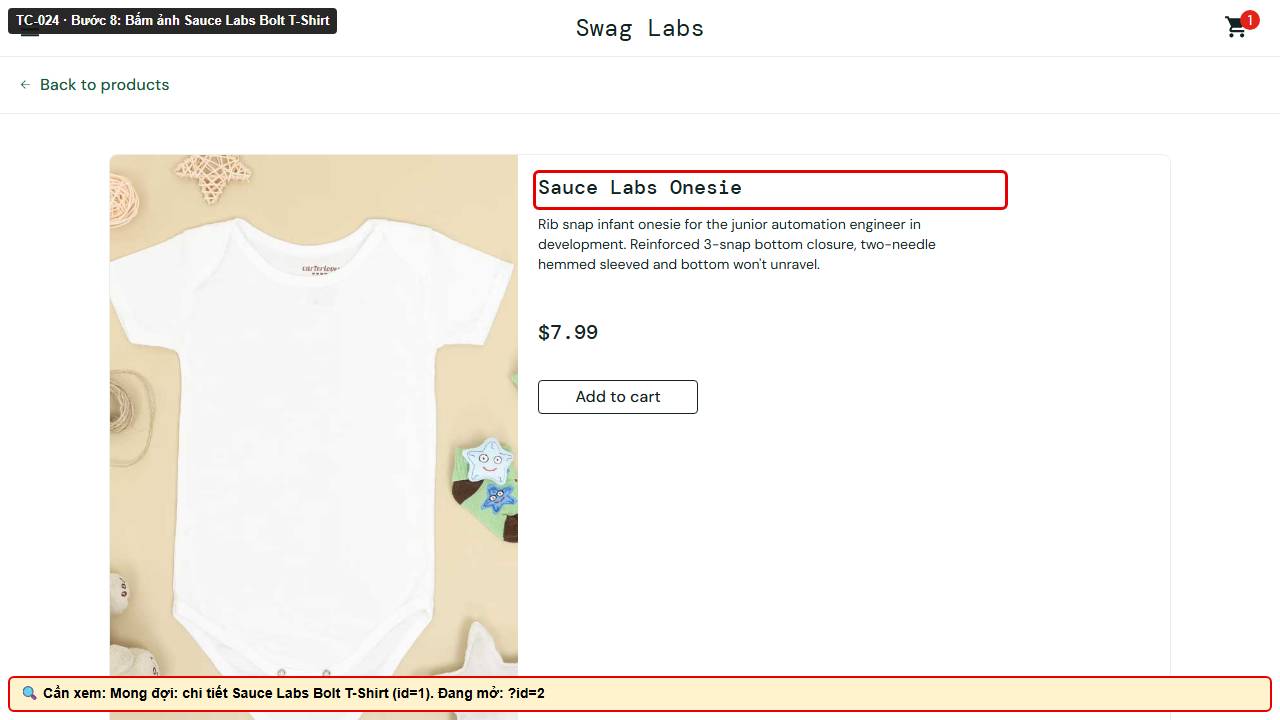 TC-024 · Bước 8: Bấm ảnh Sauce Labs Bolt T-Shirt
Swag Labs
1
Back to products
Sauce Labs Onesie
Rib snap infant onesie for the junior automation engineer in
development. Reinforced 3-snap bottom closure, two-needle
hemmed sleeved and bottom won't unravel.
$7.99
Add to cart
Cần xem: Mong đợi: chi tiết Sauce Labs Bolt T-Shirt (id=1). Đang mở: ?id=2